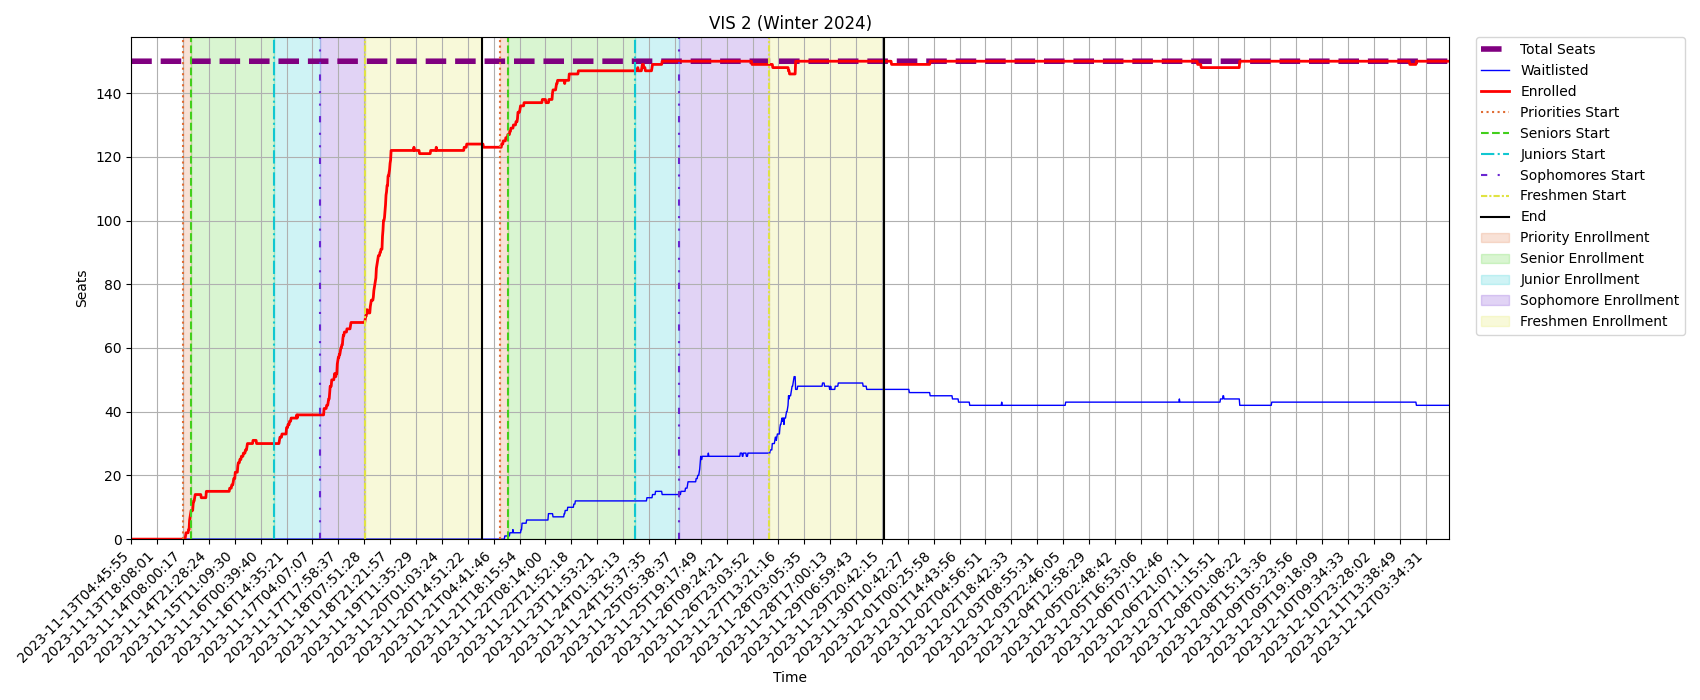 VIS 2 (Winter 2024)
Seats
140
120
100
80
60
40
20
0
2023-11-13T04:45:55
2023-11-13T18:08:01
2023-11-14T08:00:17
2023-11-14T21:28:24
2023-11-15T11:09:30
2023-11-16T00:39:40
2023-11-16T14:35:21
2023-11-17T04:07:07
2023-11-17T17:58:37
2023-11-18T07:51:28
2023-11-18T21:21:57
2023-11-19T11:35:29
2023-11-20T01:03:24
2023-11-20T14:51:22
2023-11-21T04:41:46
2023-11-21T18:15:54
2023-11-22T08:14:00
2023-11-22T21:52:18
2023-11-23T11:53:21
2023-11-24T01:32:13
2023-11-24T15:37:35
2023-11-25T05:38:37
2023-11-25T19:17:49
2023-11-26T09:24:21
2023-11-26T23:03:52
2023-11-27T13:21:16
2023-11-28T03:05:35
2023-11-28T17:00:13
2023-11-29T06:59:43
2023-11-29T20:42:15
2023-11-30T10:42:27
2023-12-01T00:25:58
2023-12-01T14:43:56
2023-12-02T04:56:51
2023-12-02T18:42:33
2023-12-03T08:55:31
2023-12-03T22:46:05
2023-12-04T12:58:29
2023-12-05T02:48:42
2023-12-05T16:53:06
2023-12-06T07:12:46
2023-12-06T21:07:11
2023-12-07T11:15:51
2023-12-08T01:08:22
2023-12-08T15:13:36
2023-12-09T05:23:56
2023-12-09T19:18:09
2023-12-10T09:34:33
2023-12-10T23:28:02
2023-12-11T13:38:49
2023-12-12T03:34:31
Time
Total Seats
Waitlisted
Enrolled
Priorities Start
Seniors Start
Juniors Start
Sophomores Start
Freshmen Start
End
Priority Enrollment
Senior Enrollment
Junior Enrollment
Sophomore Enrollment
Freshmen Enrollment